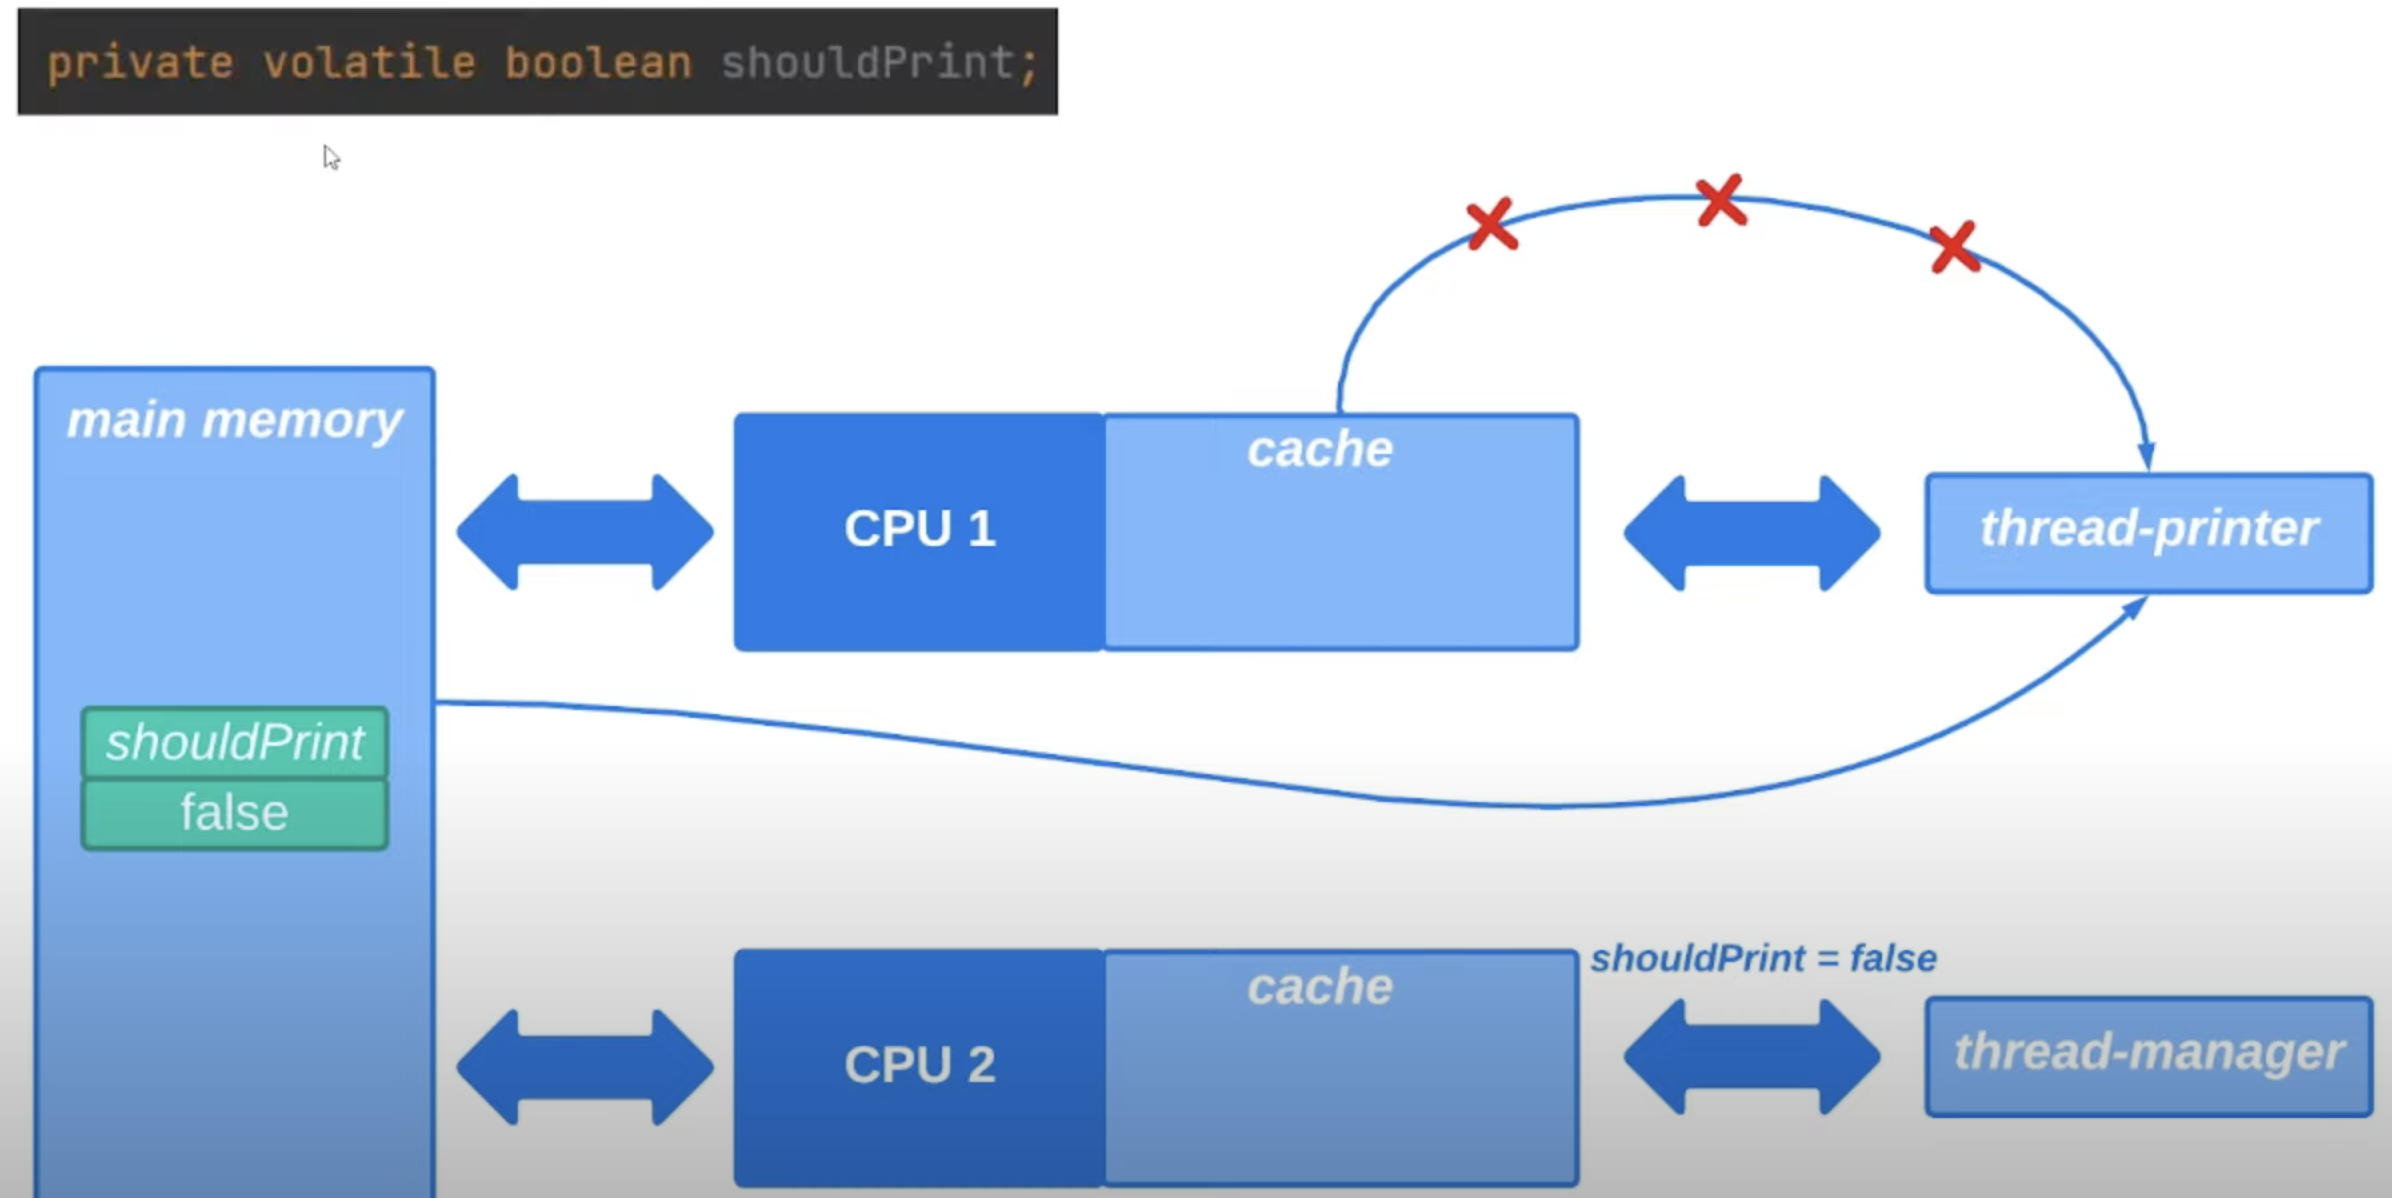 private volatile boolean shouldPrint;
main memory
cache
CPU 1
thread-printer
shouldPrint
false
shouldPrint = false
cache
CPU 2
thread-manager